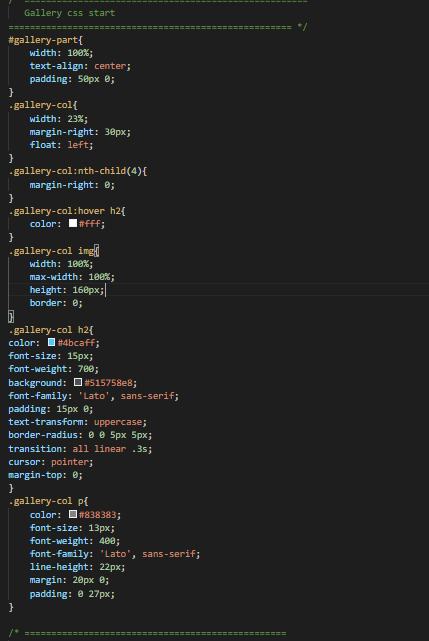 /* ==================================================
Gallery css start
================================================== */
#gallery-part{
width: 100%;
text-align: center;
padding: 50px 0;
}
.gallery-col{
width: 23%;
margin-right: 30px;
float: left;
}
.gallery-col:nth-child(4){
margin-right: 0;
}
.gallery-col:hover h2{
color: #fff;
}
.gallery-col img{
width: 100%;
max-width: 100%;
height: 160px;
border: 0;
}
.gallery-col h2{
color: #4bcaff;
font-size: 15px;
font-weight: 700;
background: #515758e8;
font-family: 'Lato', sans-serif;
padding: 15px 0;
text-transform: uppercase;
border-radius: 0 0 5px 5px;
transition: all linear .3s;
cursor: pointer;
margin-top: 0;
}
.gallery-col p{
color: #838383;
font-size: 13px;
font-weight: 400;
font-family: 'Lato', sans-serif;
line-height: 22px;
margin: 20px 0;
padding: 0 27px;
}
/* ==================================================